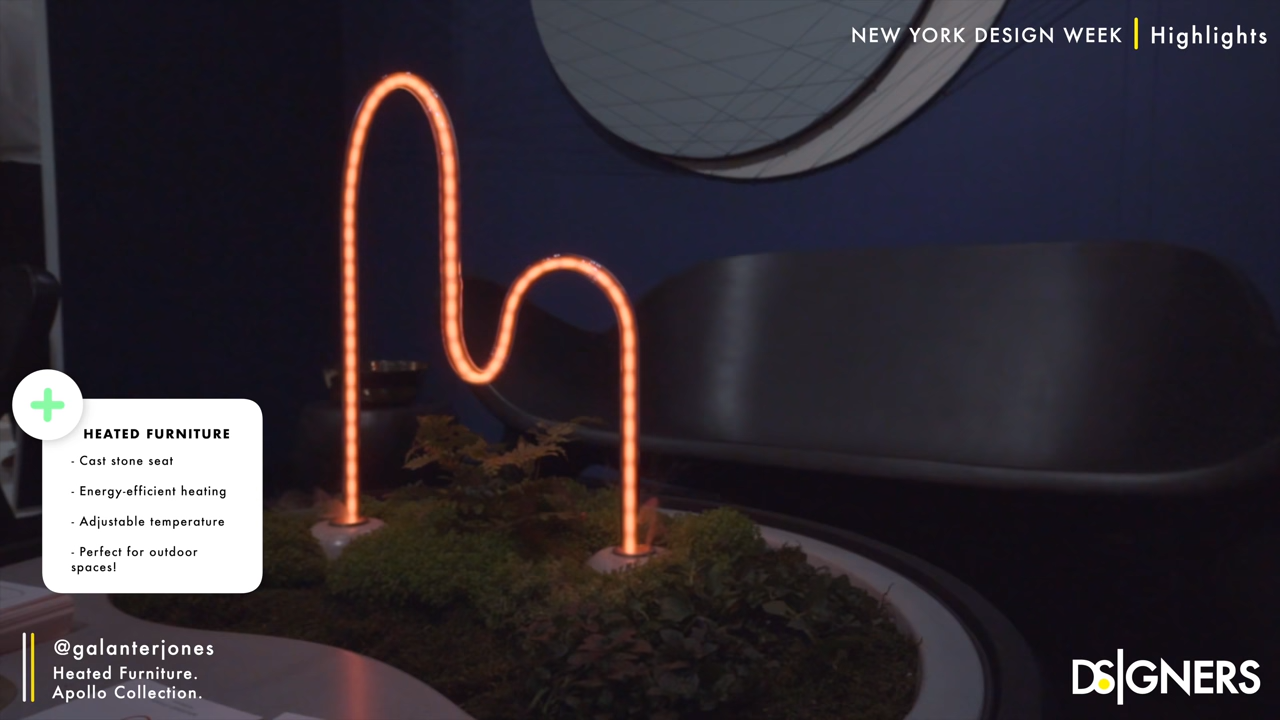 NEW YORK DESIGN WEEK | Highlights
HEATED FURNITURE
- Cast stone seat
- Energy-efficient heating
- Adjustable temperature
- Perfect for outdoor
spaces!
@galanterjones
Heated Furniture.
Apollo Collection.
DSIGNERS